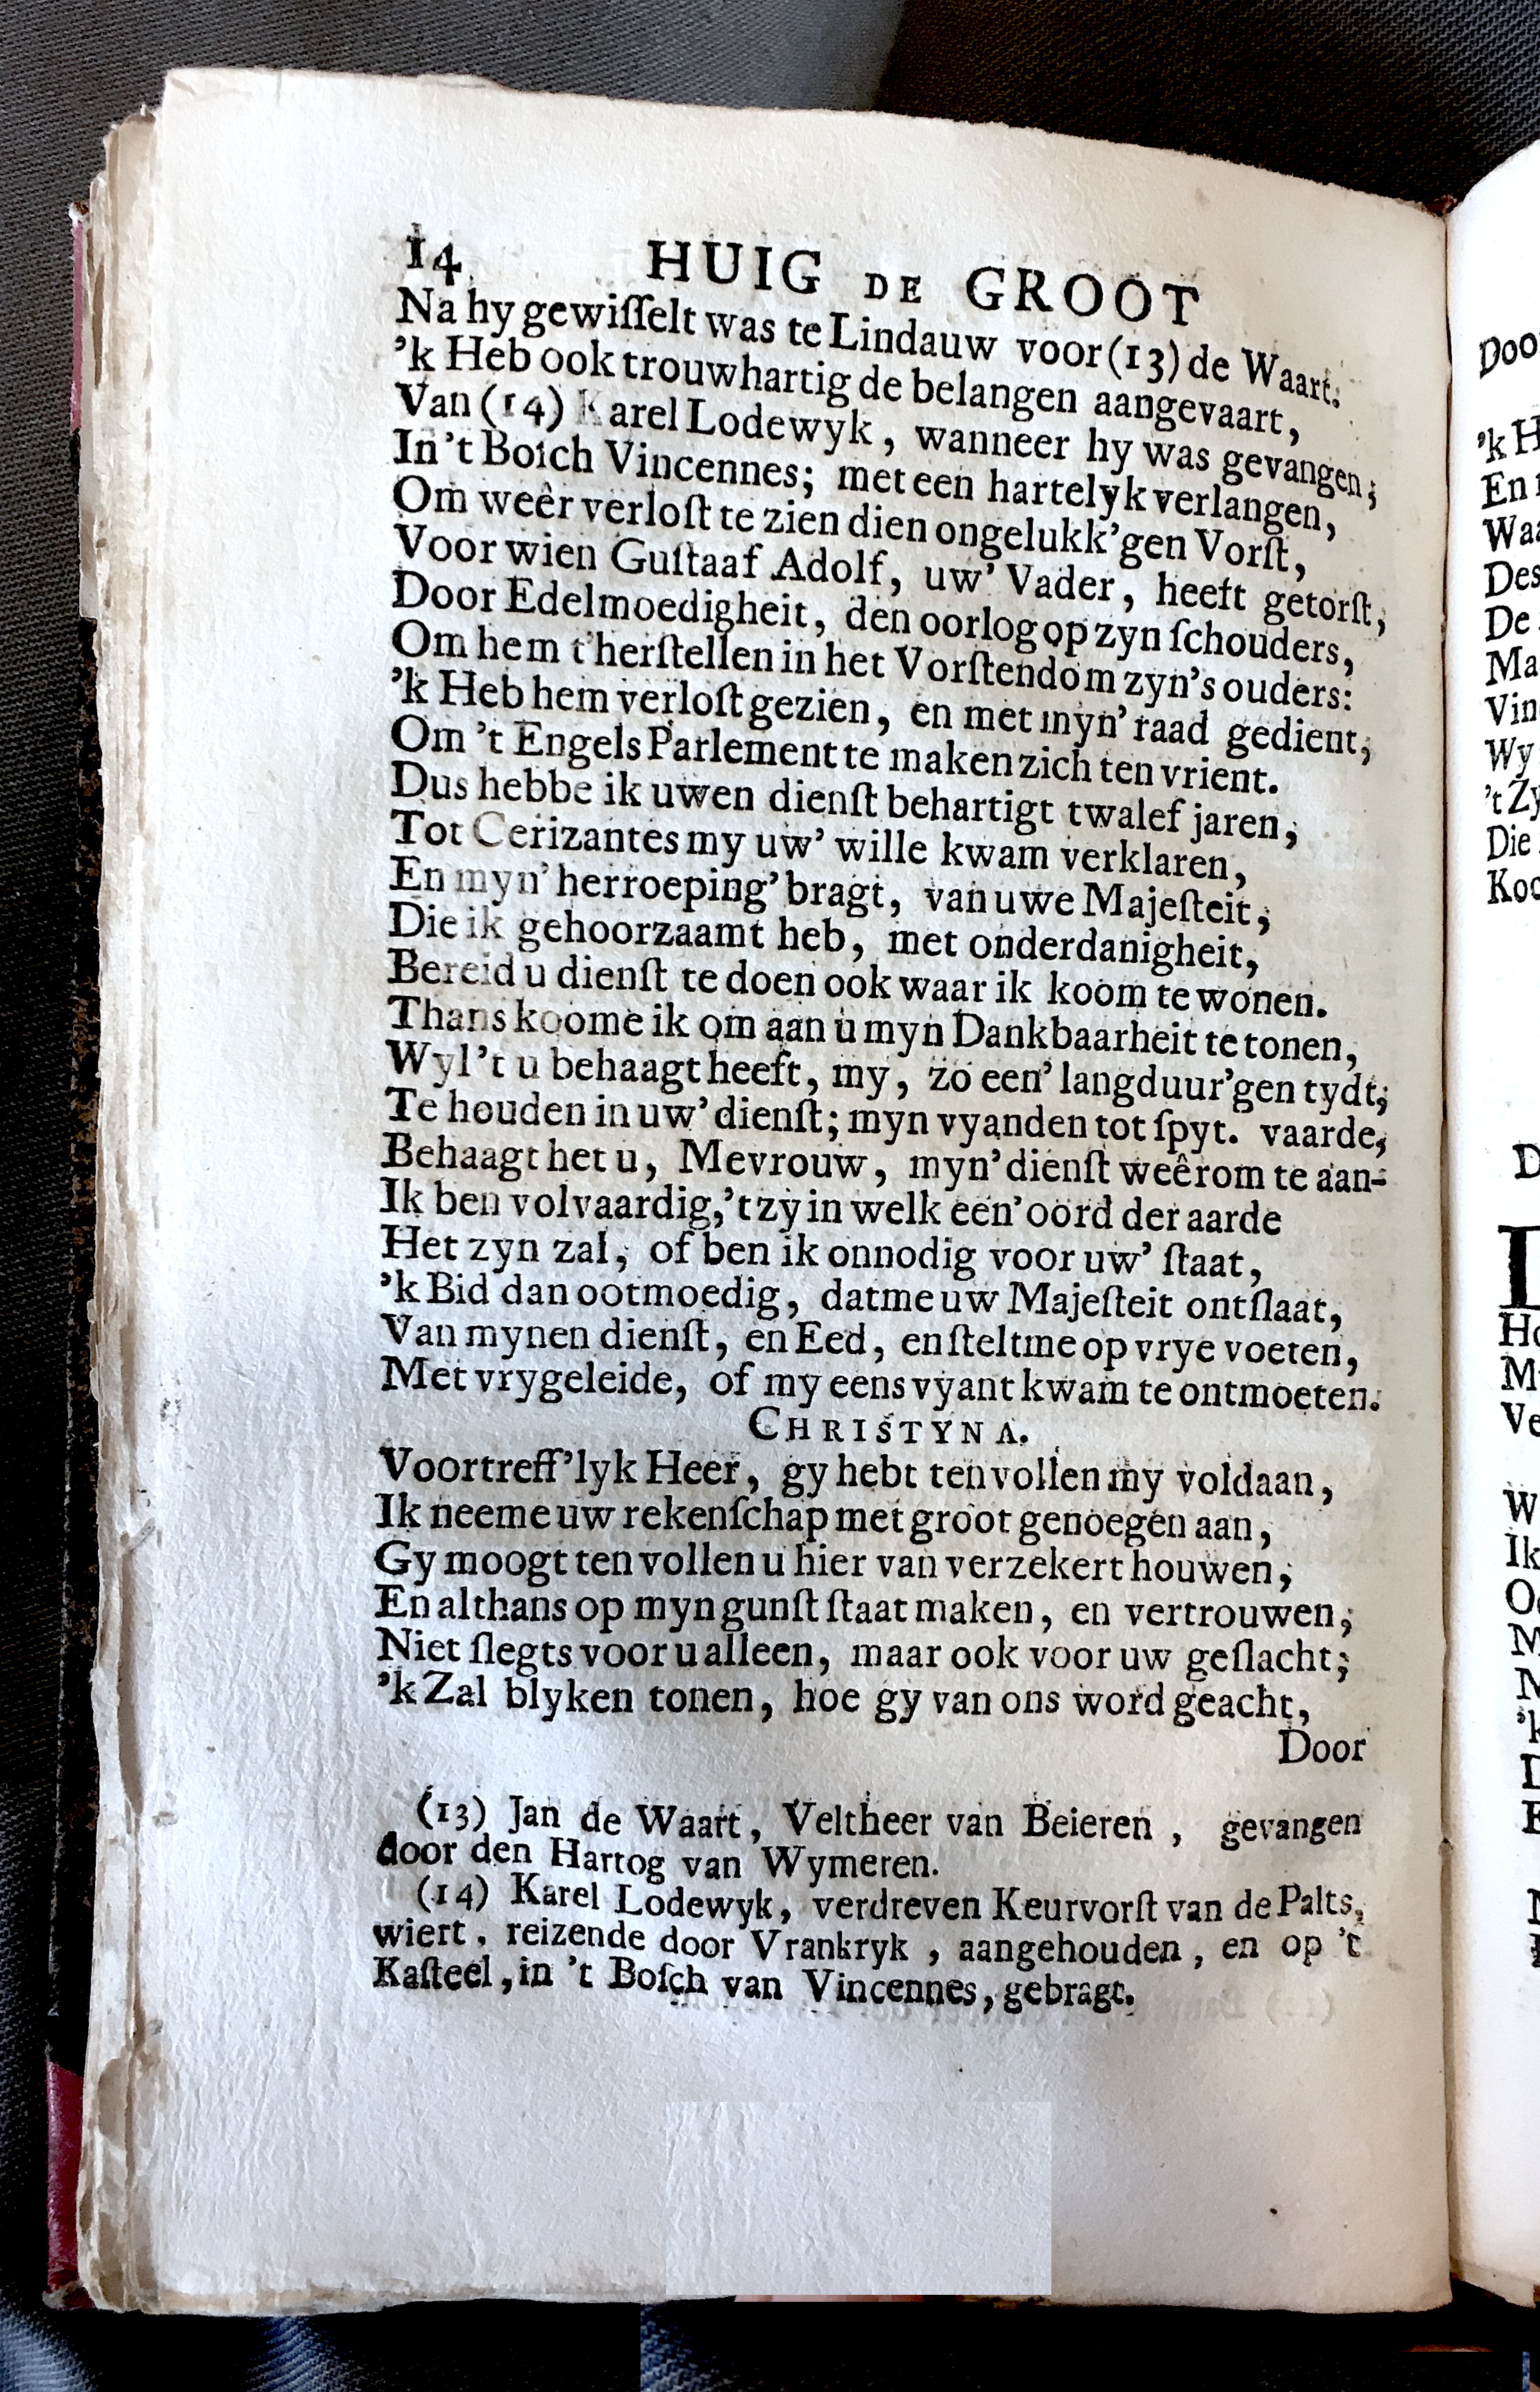 14 HUIG DE GROOT
Na hy gewiſſelt was te Lindauw voor (13) de Waart.
’k Heb ook trouwhartig de belangen aangevaart,
Van (14) Karel Lodewyk, wanneer hy was gevangen;
In ’t Boſch Vincennes; met een hartelyk verlangen,
Om weêr verloſt te zien dien ongelukk’gen Vorſt,
Voor wien Guſtaaf Adolf, uw’ Vader, heeft getorſt,
Door Edelmoedigheit, den oorlog op zyn ſchouders,
Om hem t’herſtellen in het Vorſtendom zyn’s ouders:
’k Heb hem verloſt gezien, en met myn’ raad gedient,
Om ’t Engels Parlement te maken zich ten vrient.
Dus hebbe ik uwen dienſt behartigt twalef jaren,
Tot Cerizantes my uw’ wille kwam verklaren,
En myn’ herroeping’ bragt, van uwe Majeſteit,
Die ik gehoorzaamt heb, met onderdanigheit,
Bereid u dienſt te doen ook waar ik koom te wonen.
Thans koome ik om aan u myn Dankbaarheit te tonen,
Wyl ’t u behaagt heeft, my, zo een’ langduur’gen tydt,
Te houden in uw’ dienſt; myn vyanden tot ſpyt. vaarde,
Behaagt het u, Mevrouw, myn’ dienſt weêrom te aan-
Ik ben volvaardig, ’t zy in welk een’ oord der aarde
Het zyn zal, of ben ik onnodig voor uw’ ſtaat,
’k Bid dan ootmoedig, datme uw Majeſteit ontſlaat,
Van mynen dienſt, en Eed, en ſteltme op vrye voeten,
Met vrygeleide, of my eens vyant kwam te ontmoeten.
CHRISTYNA.
Voortreff’lyk Heer, gy hebt ten vollen my voldaan,
Ik neeme uw rekenſchap met groot genoegen aan,
Gy moogt ten vollen u hier van verzekert houwen,
En althans op myn gunſt ſtaat maken, en vertrouwen,
Niet ſlegts voor u alleen, maar ook voor uw geſlacht;
’k Zal blyken tonen, hoe gy van ons word geacht,
Door
(13) Jan de Waart, Veltheer van Beieren, gevangen
door den Hartog van Wymeren.
(14) Karel Lodewyk, verdreven Keurvorſt van de Palts,
wiert, reizende door Vrankryk, aangehouden, en op ’t
Kaſteel, in ’t Boſch van Vincennes, gebragt.